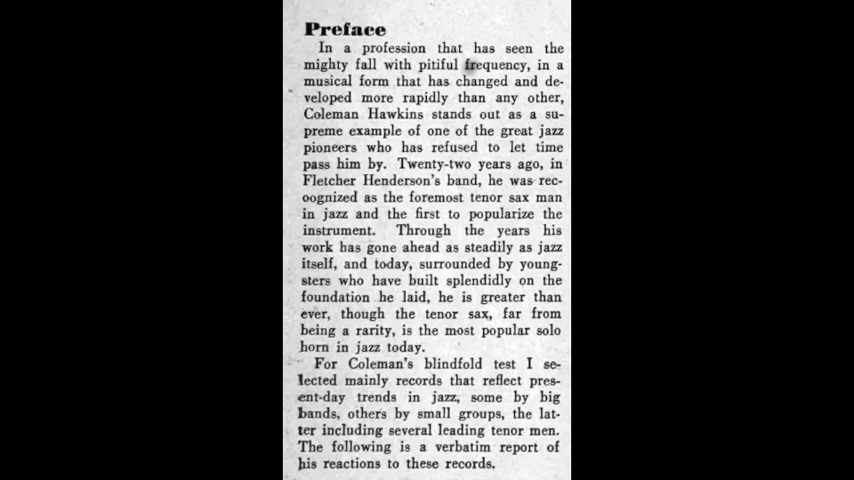 Preface
In a profession that has seen the
mighty fall with pitiful frequency, in a
musical form that has changed and de-
veloped more rapidly than any other,
Coleman Hawkins stands out as a su-
preme example of one of the great jazz
pioneers who has refused to let time
pass him by. Twenty-two years ago, in
Fletcher Henderson's band, he was rec-
oognized as the foremost tenor sax man
in jazz and the first to popularize the
instrument. Through the years his
work has gone ahead as steadily as jazz
itself, and today, surrounded by young-
sters who have built splendidly on the
foundation he laid, he is greater than
ever, though the tenor sax, far from
being a rarity, is the most popular solo
horn in jazz today.
For Coleman's blindfold test I se-
lected mainly records that reflect pres-
ent-day trends in jazz, some by big
bands, others by small groups, the lat-
ter including several leading tenor men.
The following is a verbatim report of
his reactions to these records.